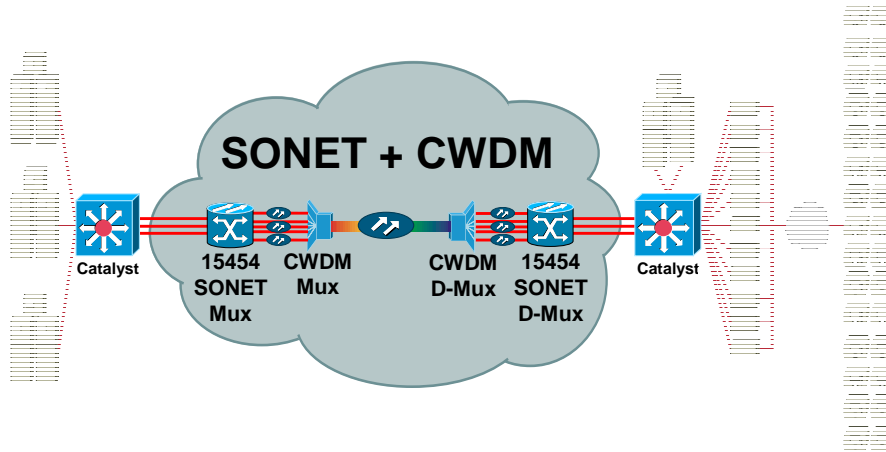 SONET + CWDM
Catalyst
15454
SONET
Mux
CWDM
Mux
CWDM
D-Mux
15454
SONET
D-Mux
Catalyst